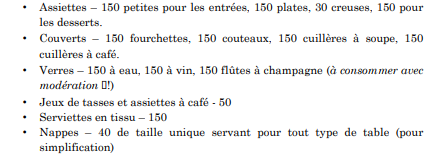 • Assiettes – 150 petites pour les entrées, 150 plates, 30 creuses, 150 pour
les desserts.
• Couverts – 150 fourchettes, 150 couteaux, 150 cuillères à soupe, 150
cuillères à café.
• Verres – 150 à eau, 150 à vin, 150 flûtes à champagne (à consommer avec
modération ▯!)
• Jeux de tasses et assiettes à café - 50
• Serviettes en tissu – 150
• Nappes – 40 de taille unique servant pour tout type de table (pour
simplification)